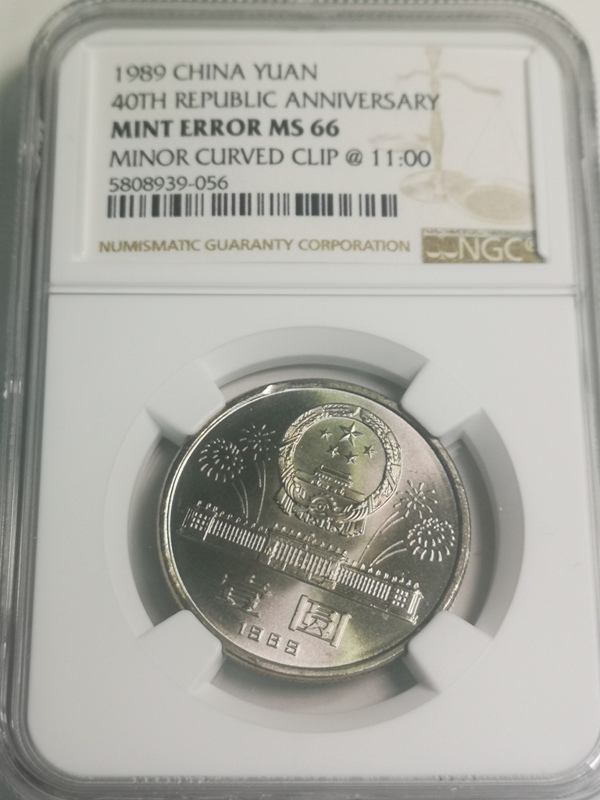 1989 CHINA YUAN
40TH REPUBLIC ANNIVERSARY
MINT ERROR MS 66
MINOR CURVED CLIP @ 11:00
5808939-056
NUMISMATIC GUARANTY CORPORATION
NGC
壹圆
1989